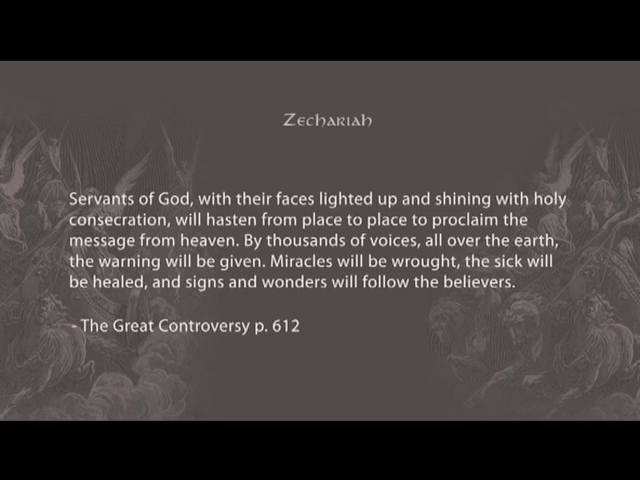 Zechariah
Servants of God, with their faces lighted up and shining with holy
consecration, will hasten from place to place to proclaim the
message from heaven. By thousands of voices, all over the earth,
the warning will be given. Miracles will be wrought, the sick will
be healed, and signs and wonders will follow the believers.
- The Great Controversy p. 612